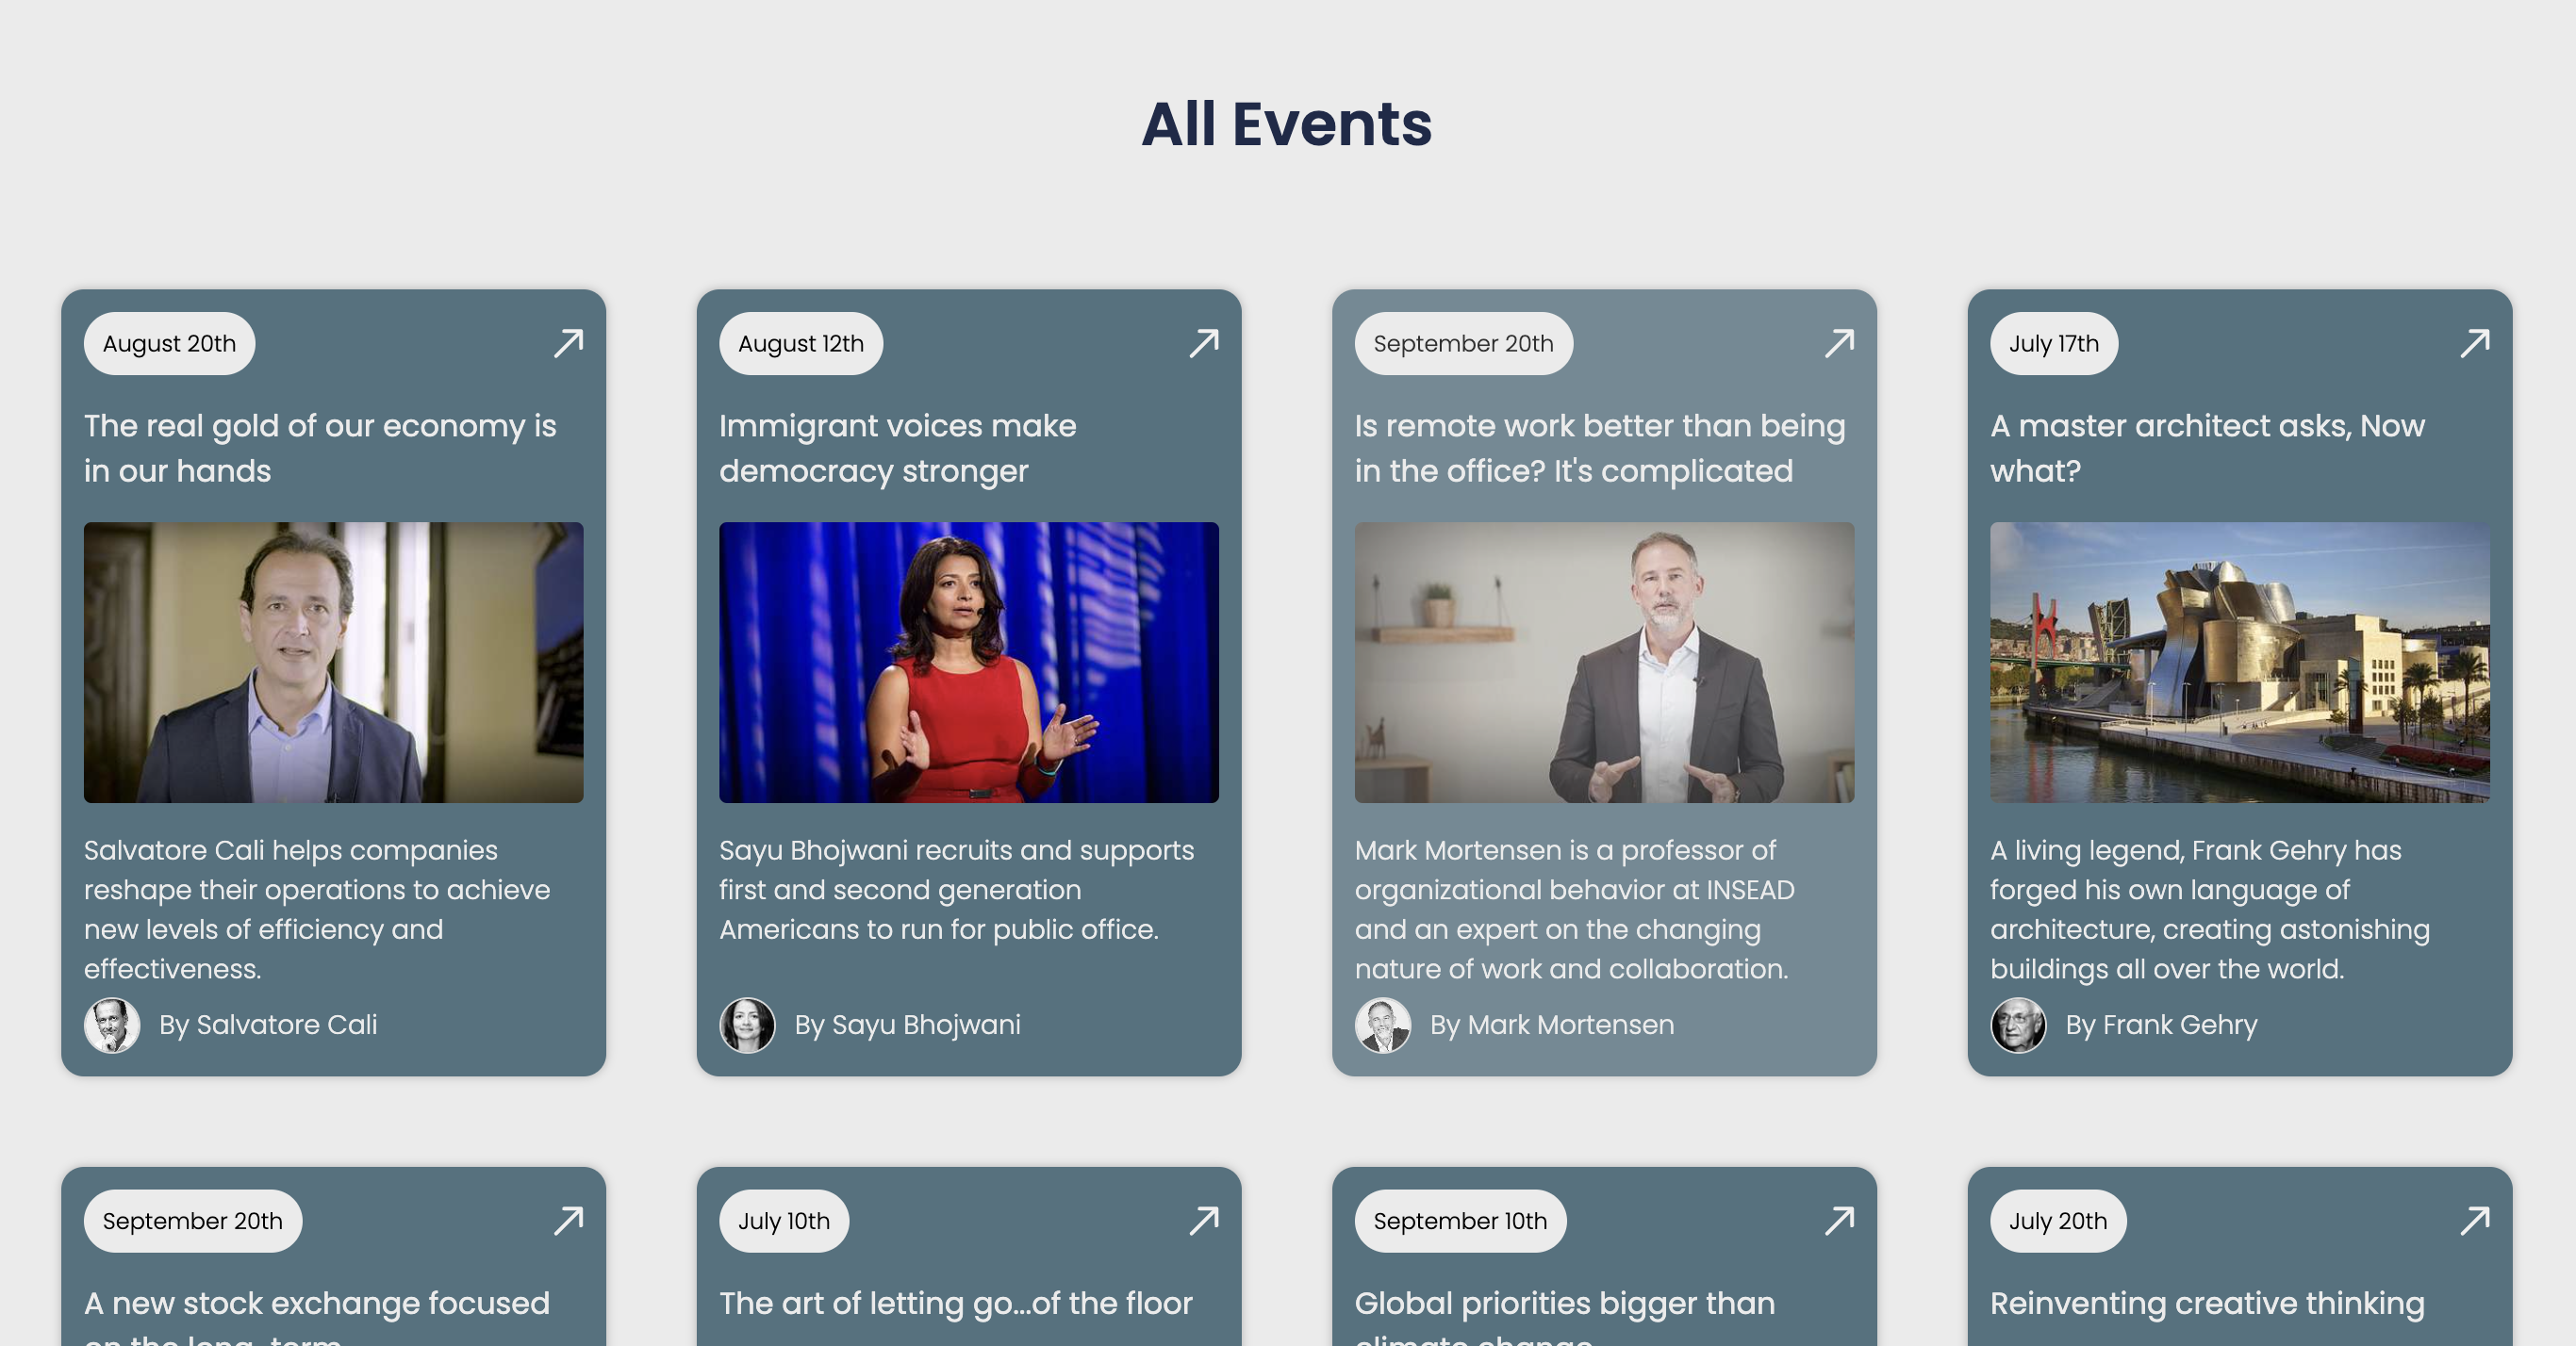 All Events
August 20th
The real gold of our economy is
in our hands
Salvatore Cali helps companies
reshape their operations to achieve
new levels of efficiency and
effectiveness.
By Salvatore Cali
August 12th
Immigrant voices make
democracy stronger
Sayu Bhojwani recruits and supports
first and second generation
Americans to run for public office.
By Sayu Bhojwani
September 20th
Is remote work better than being
in the office? It's complicated
Mark Mortensen is a professor of
organizational behavior at INSEAD
and an expert on the changing
nature of work and collaboration.
By Mark Mortensen
July 17th
A master architect asks, Now
what?
A living legend, Frank Gehry has
forged his own language of
architecture, creating astonishing
buildings all over the world.
By Frank Gehry
September 20th
A new stock exchange focused
on the long-term
July 10th
The art of letting go...of the floor
September 10th
Global priorities bigger than
climate change
July 20th
Reinventing creative thinking